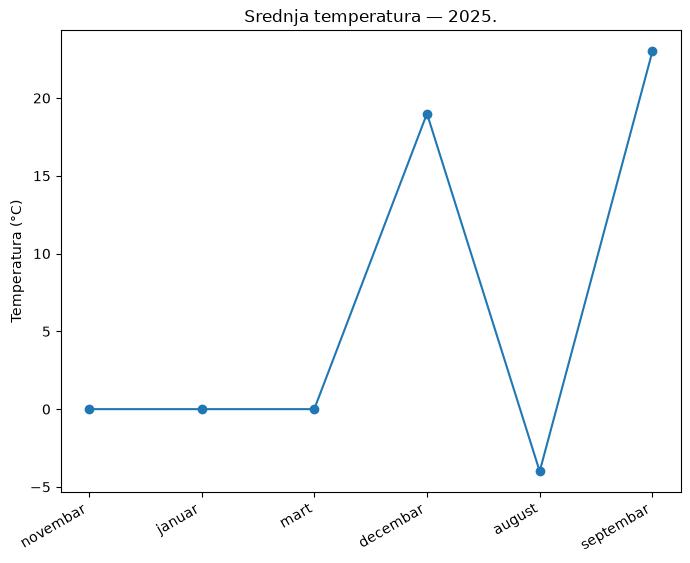 Srednja temperatura — 2025.
Temperatura (°C)
20
15
10
5
0
−5
novembar
januar
mart
decembar
august
septembar